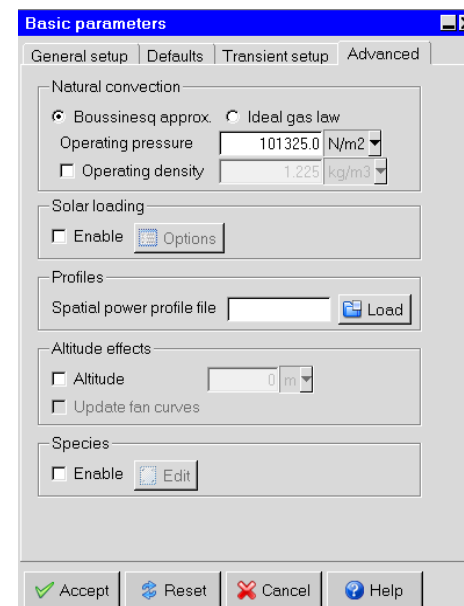 Basic parameters
General setup Defaults Transient setup Advanced
Natural convection
Boussinesq approx. Ideal gas law
Operating pressure 101325.0 N/m2
Operating density 1.225 kg/m3
Solar loading
Enable Options
Profiles
Spatial power profile file Load
Altitude effects
Altitude 0 m
Update fan curves
Species
Enable Edit
Accept Reset Cancel Help